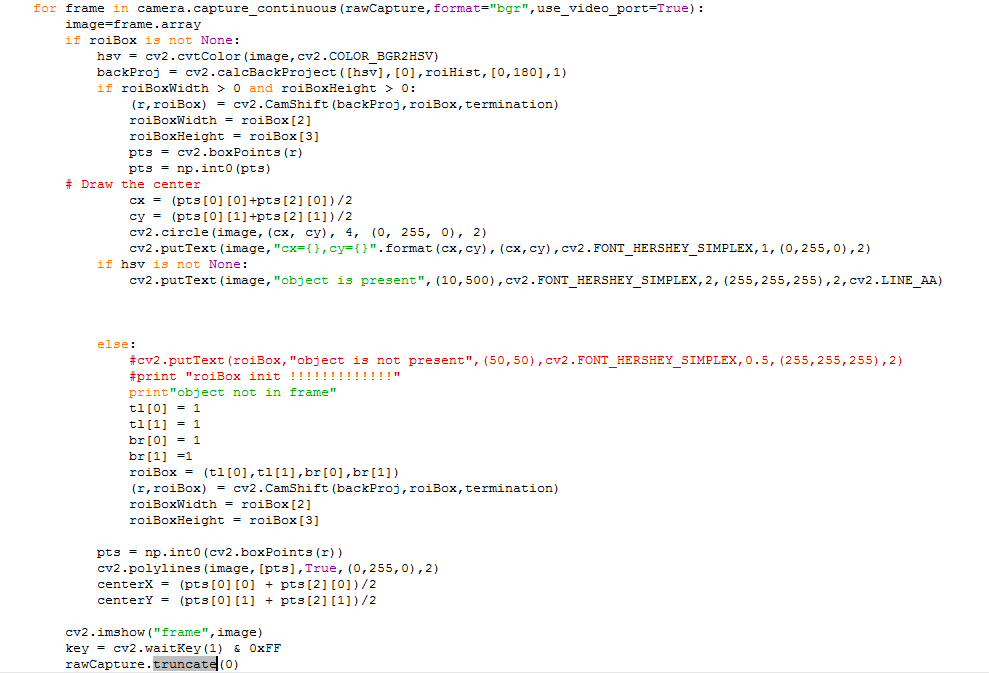 for frame in camera.capture_continuous(rawCapture,format="bgr",use_video_port=True):
    image=frame.array
    if roiBox is not None:
        hsv = cv2.cvtColor(image,cv2.COLOR_BGR2HSV)
        backProj = cv2.calcBackProject([hsv],[0],roiHist,[0,180],1)
        if roiBoxWidth > 0 and roiBoxHeight > 0:
            (r,roiBox) = cv2.CamShift(backProj,roiBox,termination)
            roiBoxWidth = roiBox[2]
            roiBoxHeight = roiBox[3]
            pts = cv2.boxPoints(r)
            pts = np.int0(pts)
    # Draw the center
            cx = (pts[0][0]+pts[2][0])/2
            cy = (pts[0][1]+pts[2][1])/2
            cv2.circle(image,(cx, cy), 4, (0, 255, 0), 2)
            cv2.putText(image,"cx={},cy={}".format(cx,cy),(cx,cy),cv2.FONT_HERSHEY_SIMPLEX,1,(0,255,0),2)
        if hsv is not None:
            cv2.putText(image,"object is present",(10,500),cv2.FONT_HERSHEY_SIMPLEX,2,(255,255,255),2,cv2.LINE_AA)
        else:
            #cv2.putText(roiBox,"object is not present",(50,50),cv2.FONT_HERSHEY_SIMPLEX,0.5,(255,255,255),2)
            #print "roiBox init !!!!!!!!!!!!!"
            print"object not in frame"
            tl[0] = 1
            tl[1] = 1
            br[0] = 1
            br[1] =1
            roiBox = (tl[0],tl[1],br[0],br[1])
            (r,roiBox) = cv2.CamShift(backProj,roiBox,termination)
            roiBoxWidth = roiBox[2]
            roiBoxHeight = roiBox[3]
        pts = np.int0(cv2.boxPoints(r))
        cv2.polylines(image,[pts],True,(0,255,0),2)
        centerX = (pts[0][0] + pts[2][0])/2
        centerY = (pts[0][1] + pts[2][1])/2
    cv2.imshow("frame",image)
    key = cv2.waitKey(1) & 0xFF
    rawCapture.truncate(0)